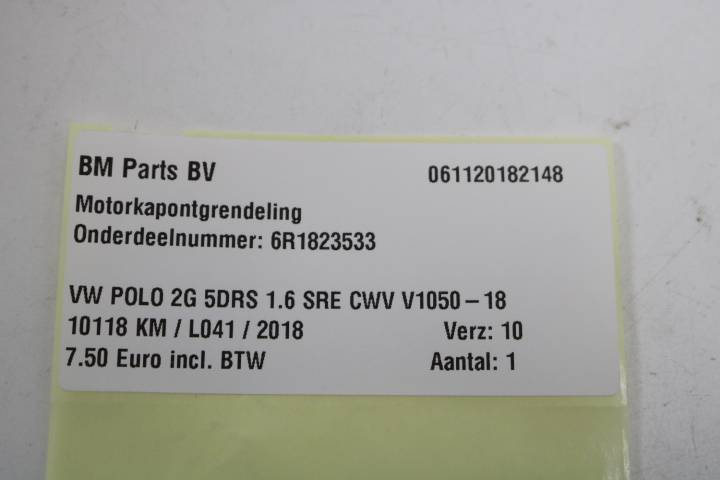 BM Parts BV 061120182148
Motorkapontgrendeling
Onderdeelnummer: 6R1823533
VW POLO 2G 5DRS 1.6 SRE CWV V1050-18
10118 KM / L041 / 2018 Verz: 10
7.50 Euro incl. BTW Aantal: 1